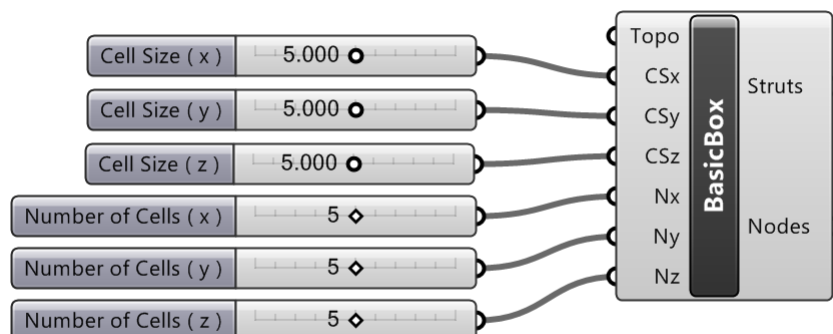 Cell Size ( x ) 5.000
Cell Size ( y ) 5.000
Cell Size ( z ) 5.000
Number of Cells ( x ) 5
Number of Cells ( y ) 5
Number of Cells ( z ) 5
Topo
CSx
CSy
CSz
Nx
Ny
Nz
BasicBox
Struts
Nodes